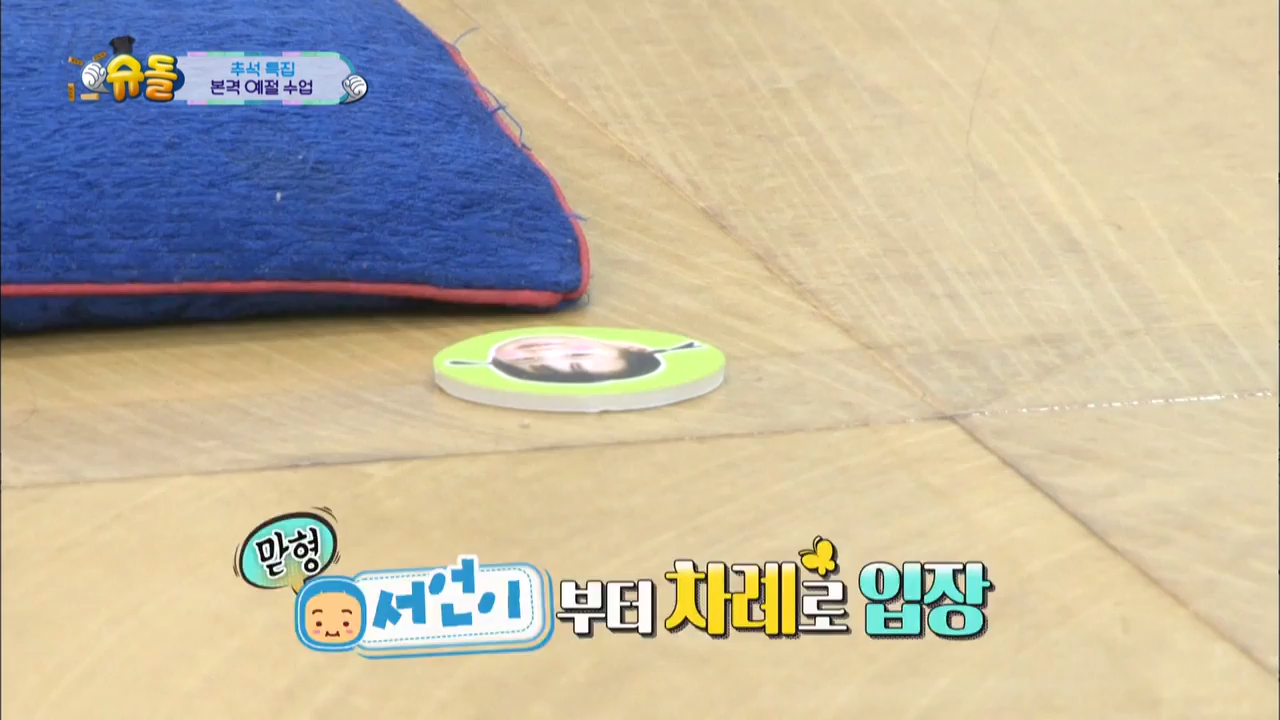 슈돌
추석 특집
본격 예절 수업
맏형
서언이부터 차례로 입장